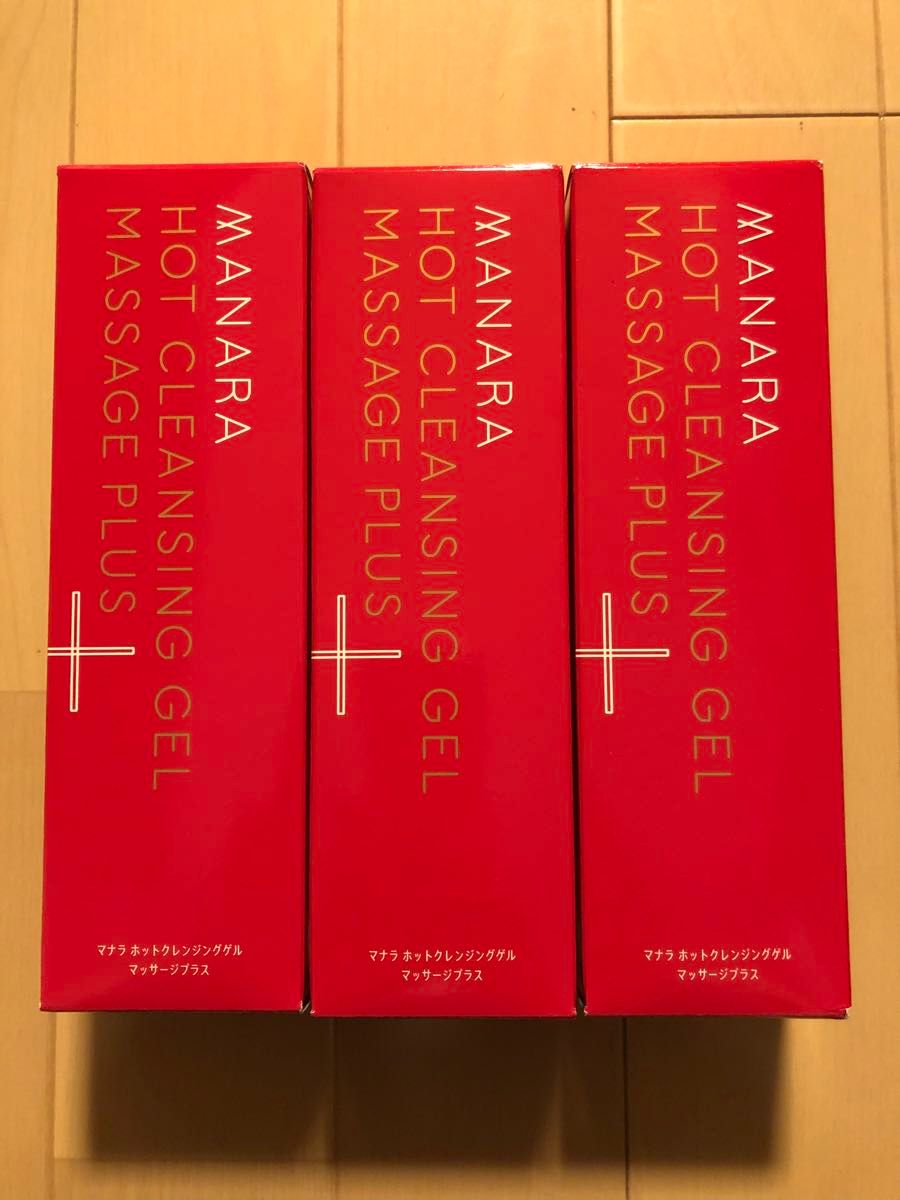 MANARA
HOT CLEANSING GEL
MASSAGE PLUS
マナラ ホットクレンジングゲル
マッサージプラス
MANARA
HOT CLEANSING GEL
MASSAGE PLUS
マナラ ホットクレンジングゲル
マッサージプラス
MANARA
HOT CLEANSING GEL
MASSAGE PLUS
マナラ ホットクレンジングゲル
マッサージプラス